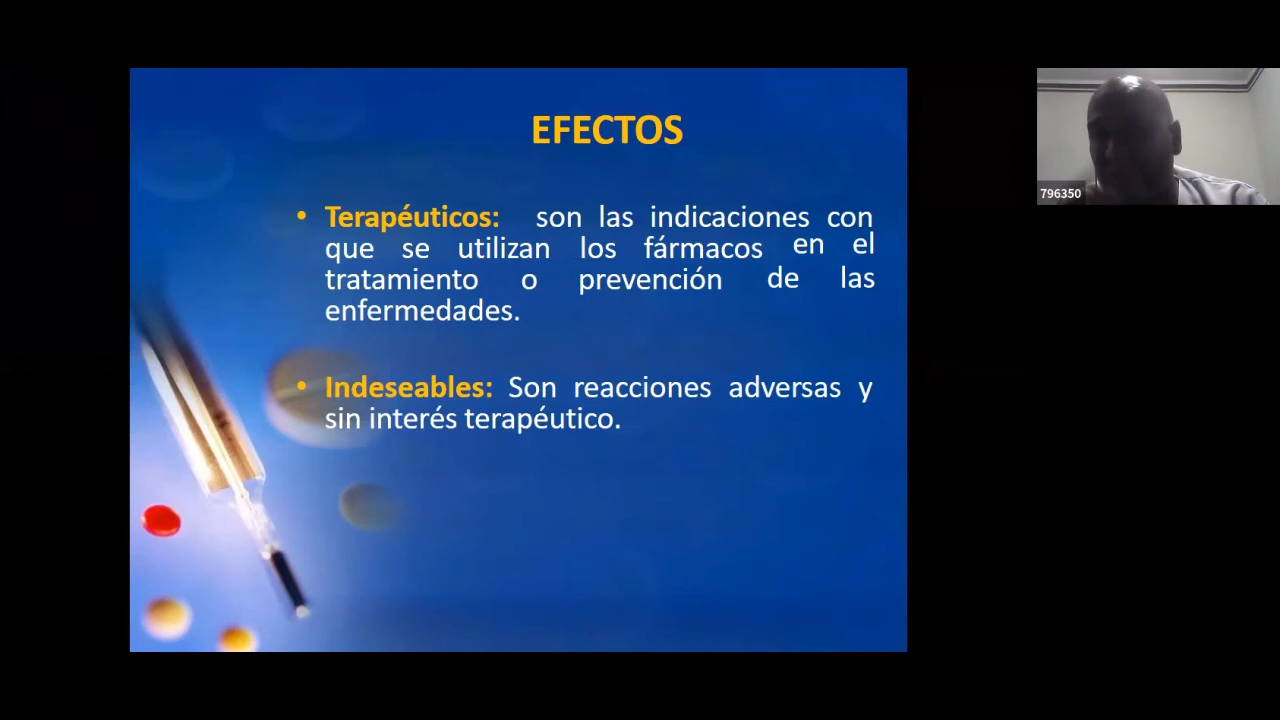 EFECTOS
• Terapéuticos: son las indicaciones con
que se utilizan los fármacos en el
tratamiento o prevención de las
enfermedades.
• Indeseables: Son reacciones adversas y
sin interés terapéutico.
796350